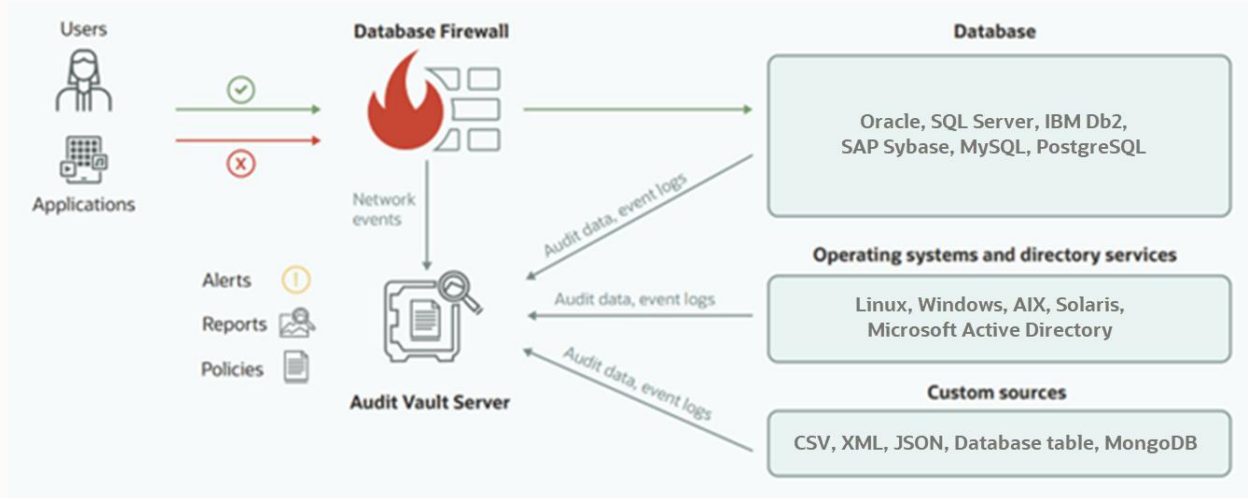 Users
Applications
Database Firewall
Network
events
Alerts
Reports
Policies
Audit Vault Server
Audit data, event logs
Audit data, event logs
Audit data, event logs
Database
Oracle, SQL Server, IBM Db2,
SAP Sybase, MySQL, PostgreSQL
Operating systems and directory services
Linux, Windows, AIX, Solaris,
Microsoft Active Directory
Custom sources
CSV, XML, JSON, Database table, MongoDB